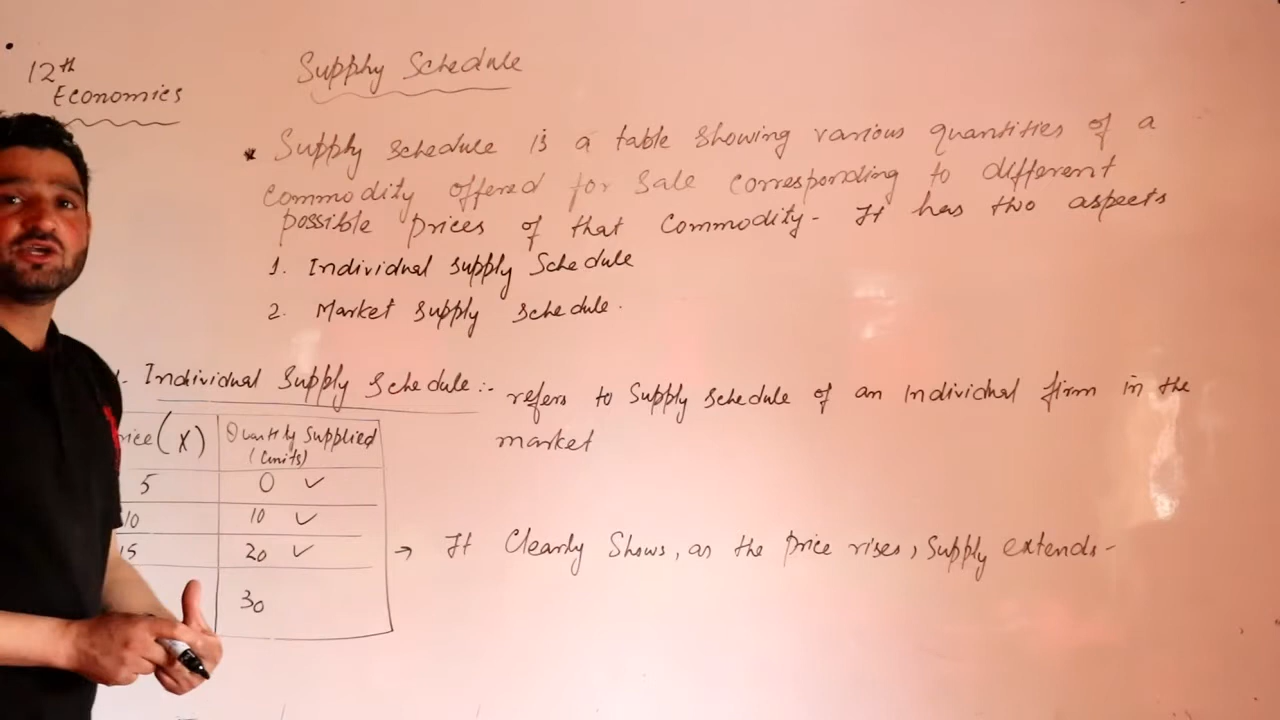 12th
Economics
Supply Schedule
* Supply schedule is a table showing various quantities of a
commodity offered for sale corresponding to different
possible prices of that commodity- It has two aspects
1. Individual supply Schedule
2. Market supply schedule.
1. Individual supply schedule:- refers to supply schedule of an Individual firm in the
market
rice (X) Quantity supplied
(units)
5 0 ✓
10 10 ✓
15 20 ✓
30
→ It Clearly Shows, as the price rises, supply extends-